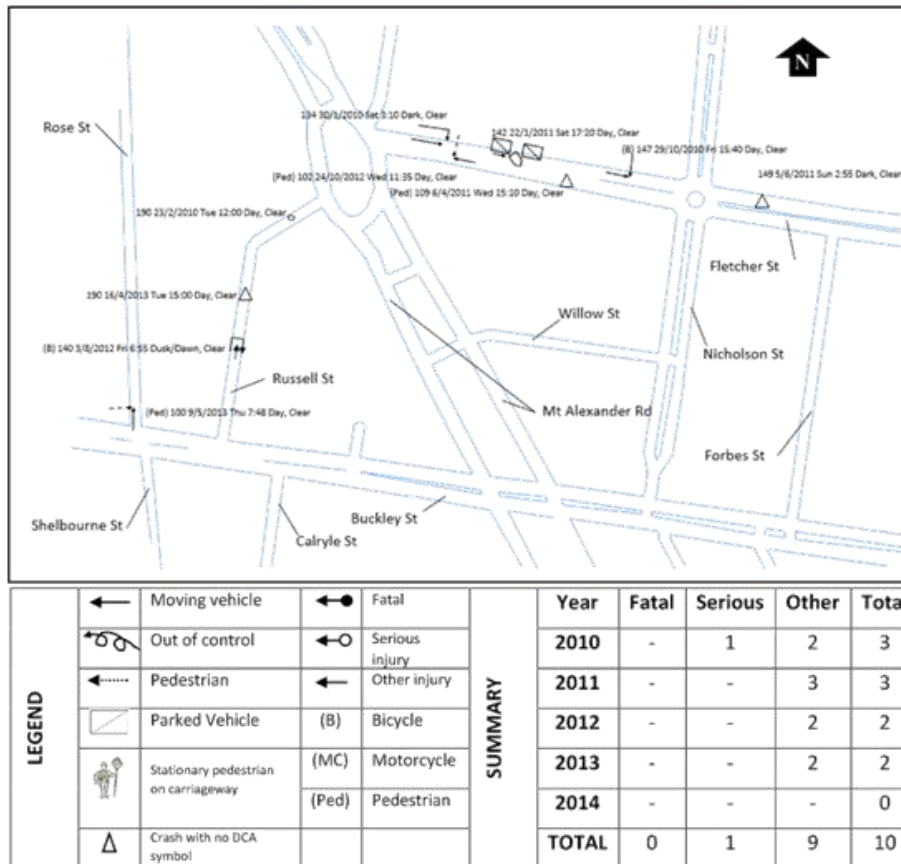 N
Rose St
134 30/1/2010 Sat 3:10 Dark, Clear
142 22/1/2011 Sat 17:20 Day, Clear
(B) 147 29/10/2010 Fri 15:40 Day, Clear
(Ped) 102 24/10/2012 Wed 11:35 Day, Clear
149 5/6/2011 Sun 2:55 Dark, Clear
(Ped) 109 6/4/2011 Wed 15:10 Day, Clear
190 23/2/2010 Tue 12:00 Day, Clear
Fletcher St
190 16/4/2013 Tue 15:00 Day, Clear
Willow St
(B) 140 3/8/2012 Fri 6:55 Dusk/Dawn, Clear
Nicholson St
Russell St
(Ped) 100 9/5/2013 Thu 7:48 Day, Clear
Mt Alexander Rd
Forbes St
Shelbourne St
Buckley St
Calryle St
LEGEND
Moving vehicle
Fatal
Out of control
Serious
injury
Pedestrian
Other injury
Parked Vehicle
(B) Bicycle
Stationary pedestrian
on carriageway
(MC) Motorcycle
(Ped) Pedestrian
Crash with no DCA
symbol
SUMMARY
Year Fatal Serious Other Tota
2010 - 1 2 3
2011 - - 3 3
2012 - - 2 2
2013 - - 2 2
2014 - - - 0
TOTAL 0 1 9 10